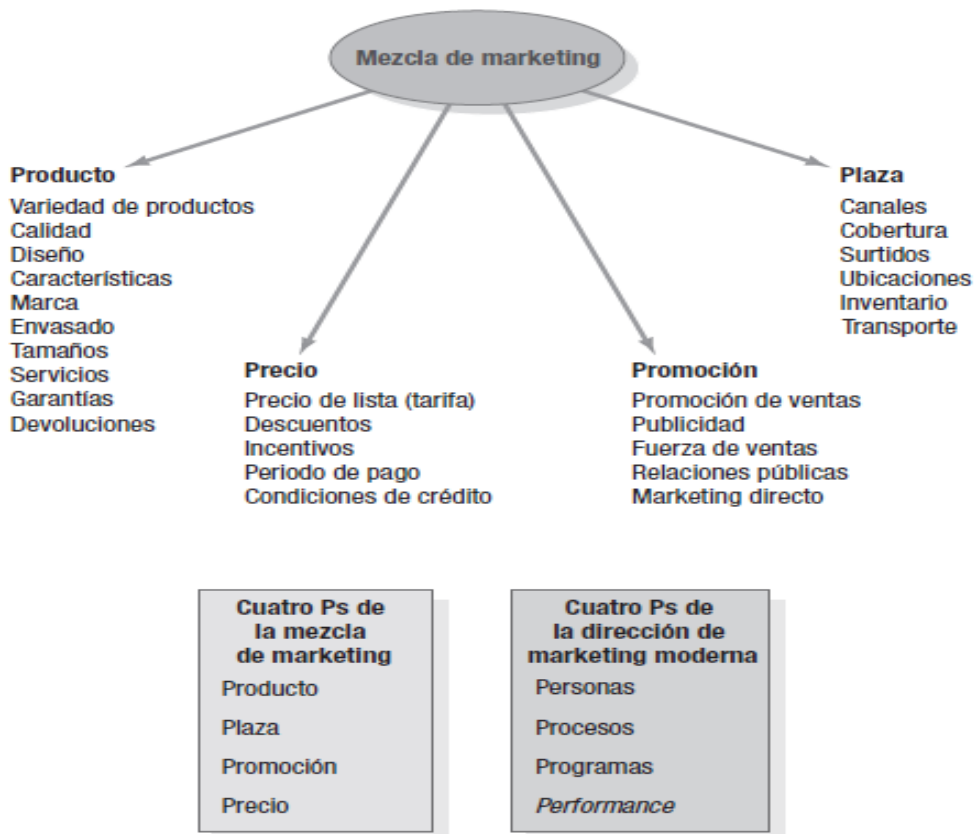 Mezcla de marketing
Producto
Variedad de productos
Calidad
Diseño
Características
Marca
Envasado
Tamaños
Servicios
Garantías
Devoluciones
Precio
Precio de lista (tarifa)
Descuentos
Incentivos
Periodo de pago
Condiciones de crédito
Promoción
Promoción de ventas
Publicidad
Fuerza de ventas
Relaciones públicas
Marketing directo
Plaza
Canales
Cobertura
Surtidos
Ubicaciones
Inventario
Transporte
Cuatro Ps de
la mezcla
de marketing
Producto
Plaza
Promoción
Precio
Cuatro Ps de
la dirección de
marketing moderna
Personas
Procesos
Programas
Performance